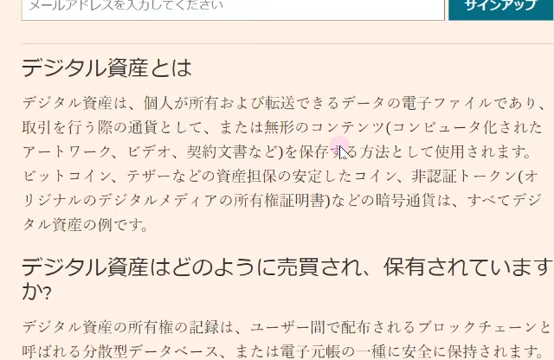 メールアドレスを入力してください
サインアップ
デジタル資産とは
デジタル資産は、個人が所有および転送できるデータの電子ファイルであり、
取引を行う際の通貨として、または無形のコンテンツ(コンピュータ化された
アートワーク、ビデオ、契約文書など)を保存する方法として使用されます。
ビットコイン、テザーなどの資産担保の安定したコイン、非認証トークン(オ
リジナルのデジタルメディアの所有権証明書)などの暗号通貨は、すべてデジ
タル資産の例です。
デジタル資産はどのように売買され、保有されています
か?
デジタル資産の所有権の記録は、ユーザー間で配布されるブロックチェーンと
呼ばれる分散型データベース、または電子元帳の一種に安全に保持されます。